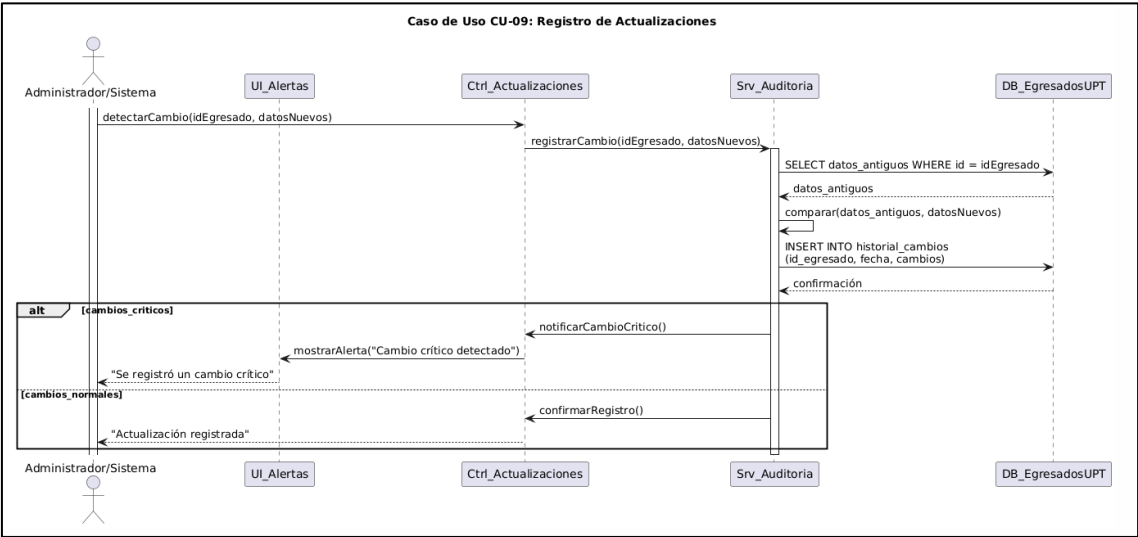 Caso de Uso CU-09: Registro de Actualizaciones
Administrador/Sistema
UI_Alertas
Ctrl_Actualizaciones
Srv_Auditoria
DB_EgresadosUPT
detectarCambio(idEgresado, datosNuevos)
registrarCambio(idEgresado, datosNuevos)
SELECT datos_antiguos WHERE id = idEgresado
datos_antiguos
comparar(datos_antiguos, datosNuevos)
INSERT INTO historial_cambios
(id_egresado, fecha, cambios)
confirmación
alt
[cambios_criticos]
notificarCambioCritico()
mostrarAlerta("Cambio crítico detectado")
"Se registró un cambio crítico"
[cambios_normales]
confirmarRegistro()
"Actualización registrada"
Administrador/Sistema
UI_Alertas
Ctrl_Actualizaciones
Srv_Auditoria
DB_EgresadosUPT